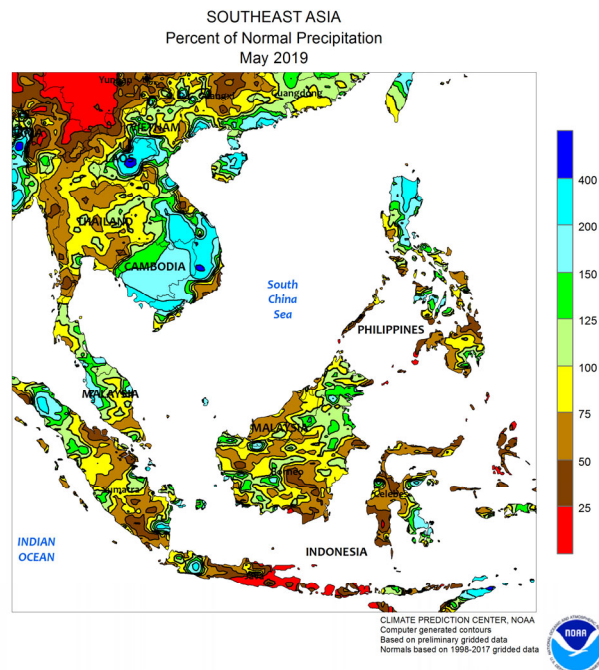 SOUTHEAST ASIA
Percent of Normal Precipitation
May 2019
Yunnan
Guangxi
Guangdong
VIETNAM
LAOS
THAILAND
CAMBODIA
South
China
Sea
PHILIPPINES
MALAYSIA
MALAYSIA
Borneo
Sumatra
Celebes
INDIAN
OCEAN
INDONESIA
Java
400
200
150
125
100
75
50
25
CLIMATE PREDICTION CENTER, NOAA
Computer generated contours
Based on preliminary gridded data
Normals based on 1998-2017 gridded data
NOAA